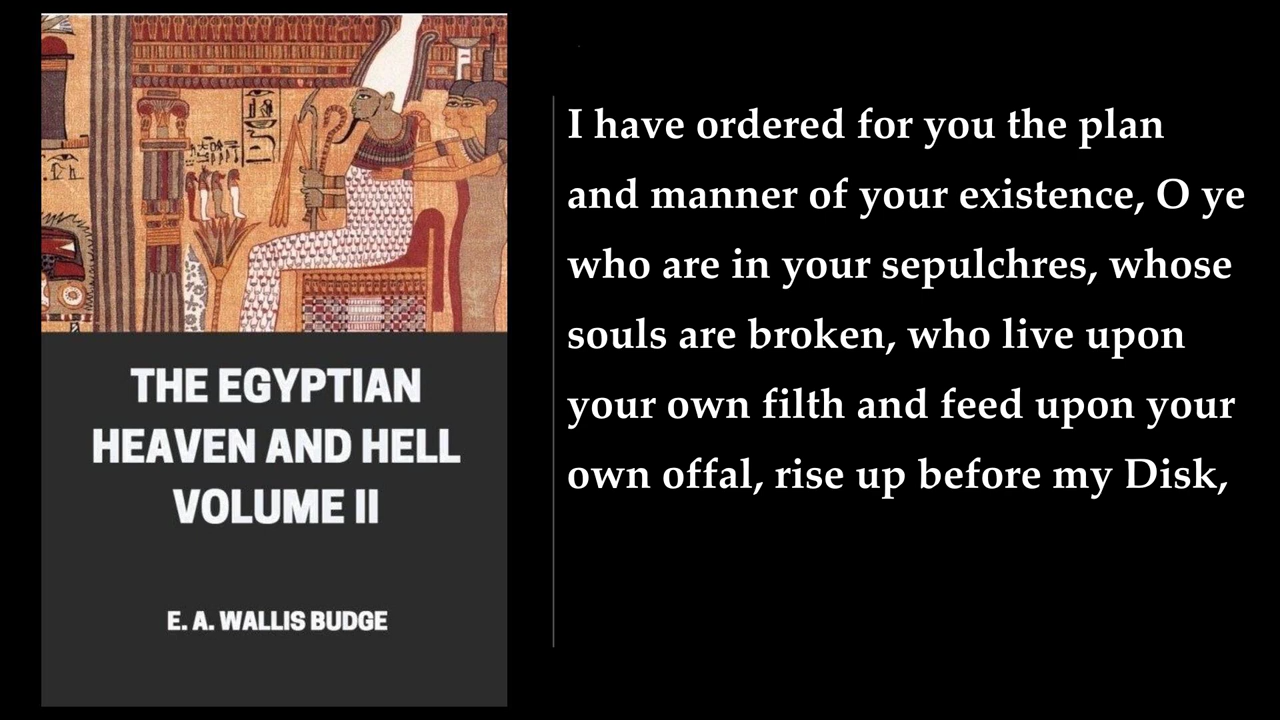 THE EGYPTIAN
HEAVEN AND HELL
VOLUME II
E. A. WALLIS BUDGE
I have ordered for you the plan
and manner of your existence, O ye
who are in your sepulchres, whose
souls are broken, who live upon
your own filth and feed upon your
own offal, rise up before my Disk,